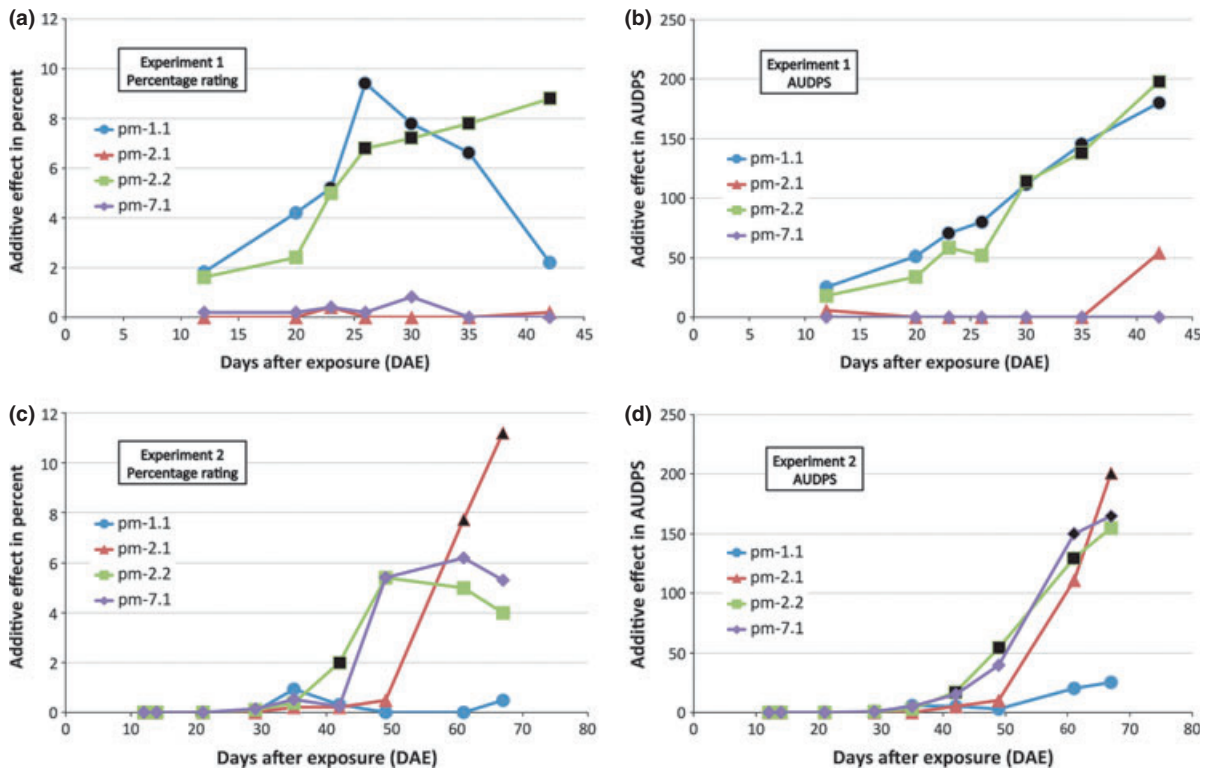 (a)
12
10
8
6
4
2
0
Additive effect in percent
Experiment 1
Percentage rating
pm-1.1
pm-2.1
pm-2.2
pm-7.1
0 5 10 15 20 25 30 35 40 45
Days after exposure (DAE)
(b)
250
200
150
100
50
0
Additive effect in AUDPS
Experiment 1
AUDPS
pm-1.1
pm-2.1
pm-2.2
pm-7.1
0 5 10 15 20 25 30 35 40 45
Days after exposure (DAE)
(c)
12
10
8
6
4
2
0
Additive effect in percent
Experiment 2
Percentage rating
pm-1.1
pm-2.1
pm-2.2
pm-7.1
0 10 20 30 40 50 60 70 80
Days after exposure (DAE)
(d)
250
200
150
100
50
0
Additive effect in AUDPS
Experiment 2
AUDPS
pm-1.1
pm-2.1
pm-2.2
pm-7.1
0 10 20 30 40 50 60 70 80
Days after exposure (DAE)